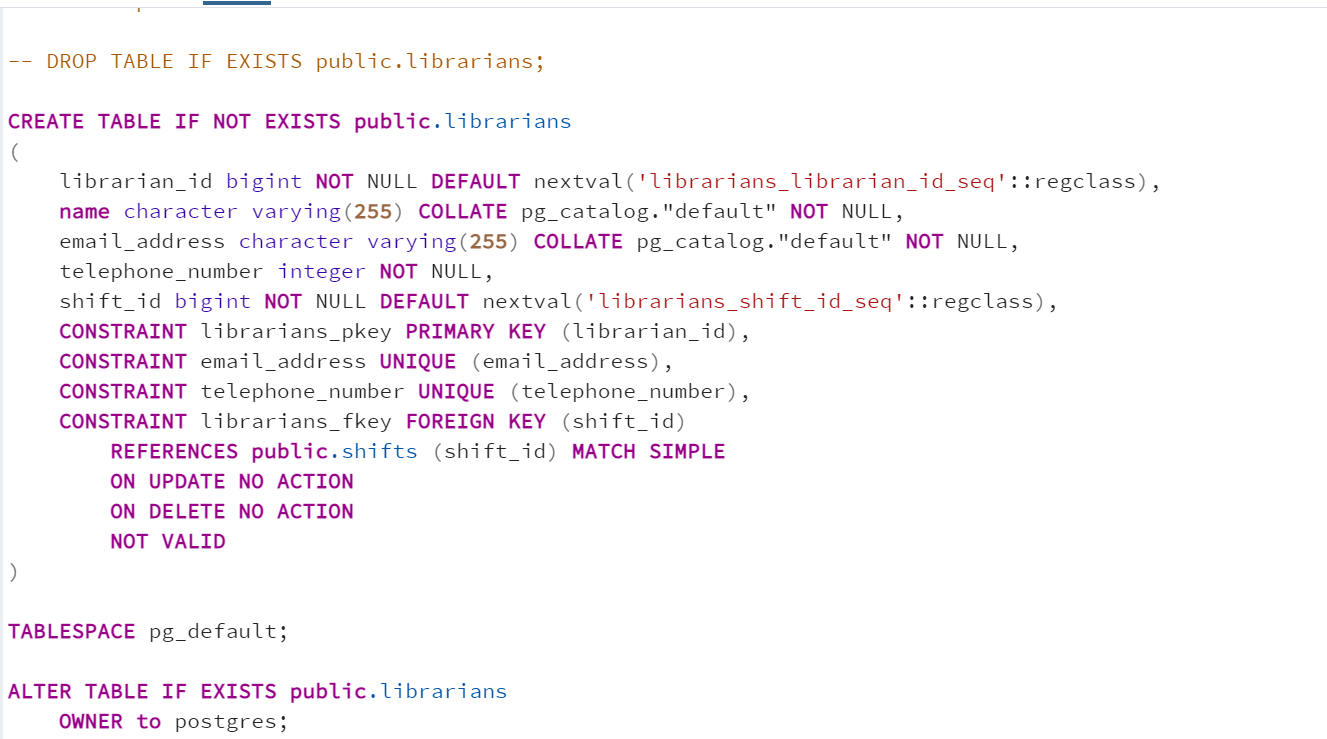 -- DROP TABLE IF EXISTS public.librarians;
CREATE TABLE IF NOT EXISTS public.librarians
(
    librarian_id bigint NOT NULL DEFAULT nextval('librarians_librarian_id_seq'::regclass),
    name character varying(255) COLLATE pg_catalog."default" NOT NULL,
    email_address character varying(255) COLLATE pg_catalog."default" NOT NULL,
    telephone_number integer NOT NULL,
    shift_id bigint NOT NULL DEFAULT nextval('librarians_shift_id_seq'::regclass),
    CONSTRAINT librarians_pkey PRIMARY KEY (librarian_id),
    CONSTRAINT email_address UNIQUE (email_address),
    CONSTRAINT telephone_number UNIQUE (telephone_number),
    CONSTRAINT librarians_fkey FOREIGN KEY (shift_id)
        REFERENCES public.shifts (shift_id) MATCH SIMPLE
        ON UPDATE NO ACTION
        ON DELETE NO ACTION
        NOT VALID
)
TABLESPACE pg_default;
ALTER TABLE IF EXISTS public.librarians
    OWNER to postgres;